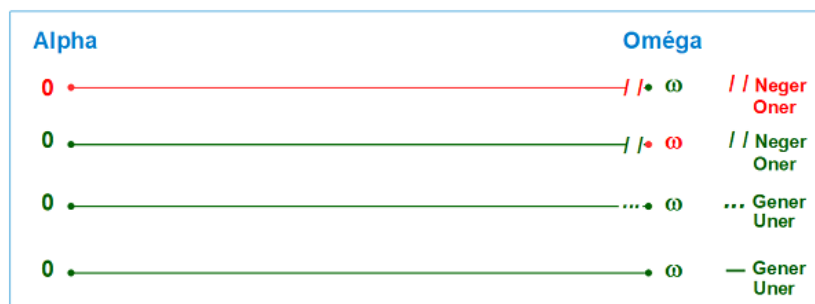 Alpha Oméga
0 / / ω / / Neger
Oner
0 / / ω / / Neger
Oner
0 ... ω ... Gener
Uner
0 ω — Gener
Uner